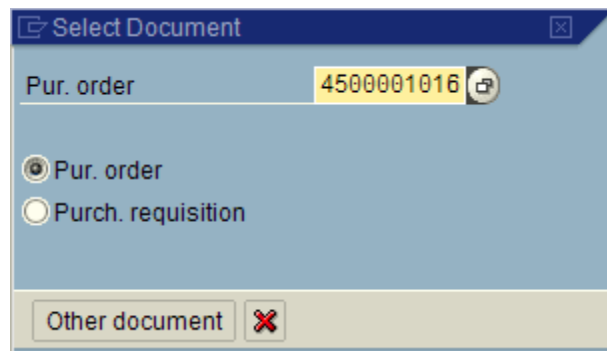 Select Document
Pur. order 4500001016
Pur. order
Purch. requisition
Other document